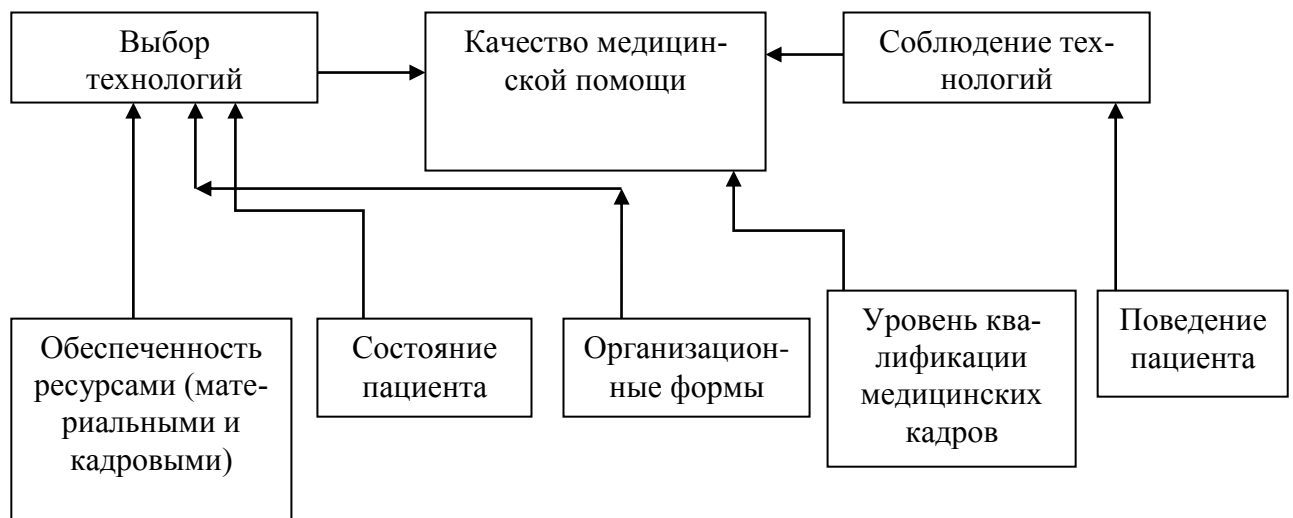 Выбор
технологий
Качество медицин-
ской помощи
Соблюдение тех-
нологий
Обеспеченность
ресурсами (мате-
риальными и
кадровыми)
Состояние
пациента
Организацион-
ные формы
Уровень ква-
лификации
медицинских
кадров
Поведение
пациента